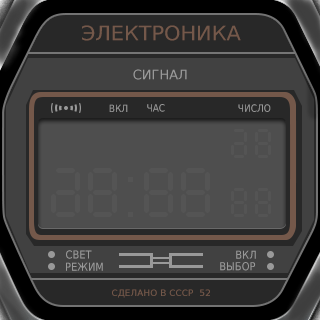 ЭЛЕКТРОНИКА
СИГНАЛ
ВКЛ ЧАС ЧИСЛО
СВЕТ ВКЛ
РЕЖИМ ВЫБОР
СДЕЛАНО В СССР 52